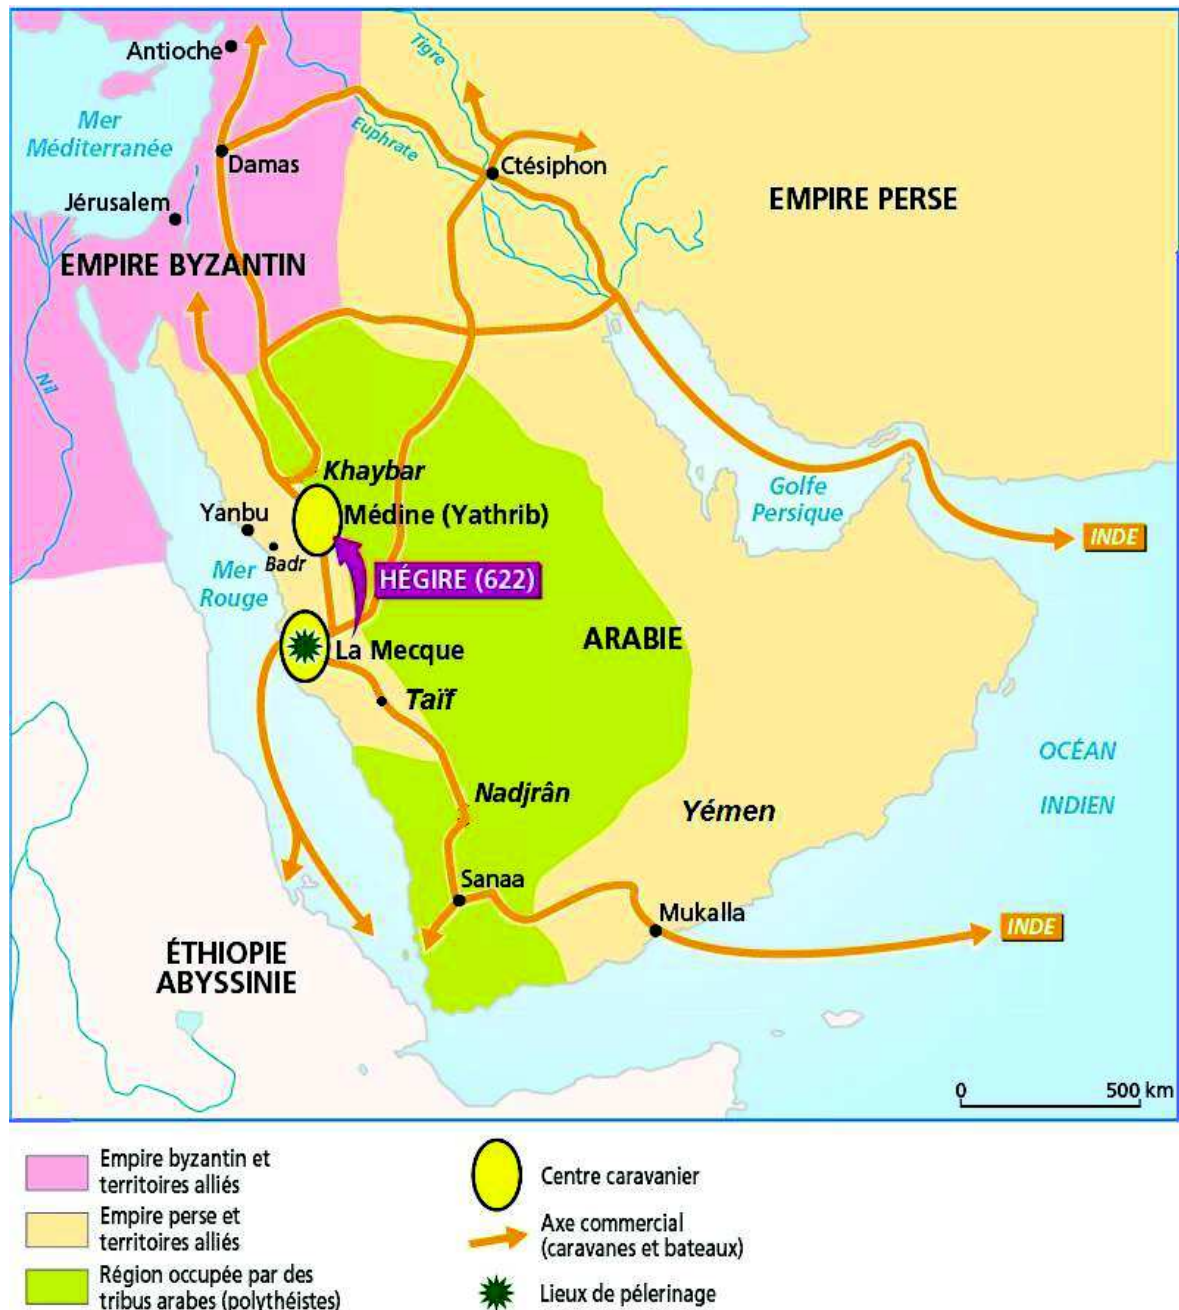 Antioche
Tigre
Mer
Méditerranée
Euphrate
Damas
Ctésiphon
Jérusalem
EMPIRE PERSE
EMPIRE BYZANTIN
Nil
Khaybar
Golfe
Persique
Yanbu
Médine (Yathrib)
INDE
Badr
Mer
Rouge
HÉGIRE (622)
ARABIE
La Mecque
Taïf
OCÉAN
INDIEN
Nadjrân
Yémen
Sanaa
Mukalla
INDE
ÉTHIOPIE
ABYSSINIE
0 500 km
Empire byzantin et
territoires alliés
Empire perse et
territoires alliés
Région occupée par des
tribus arabes (polythéistes)
Centre caravanier
Axe commercial
(caravanes et bateaux)
Lieux de pélerinage